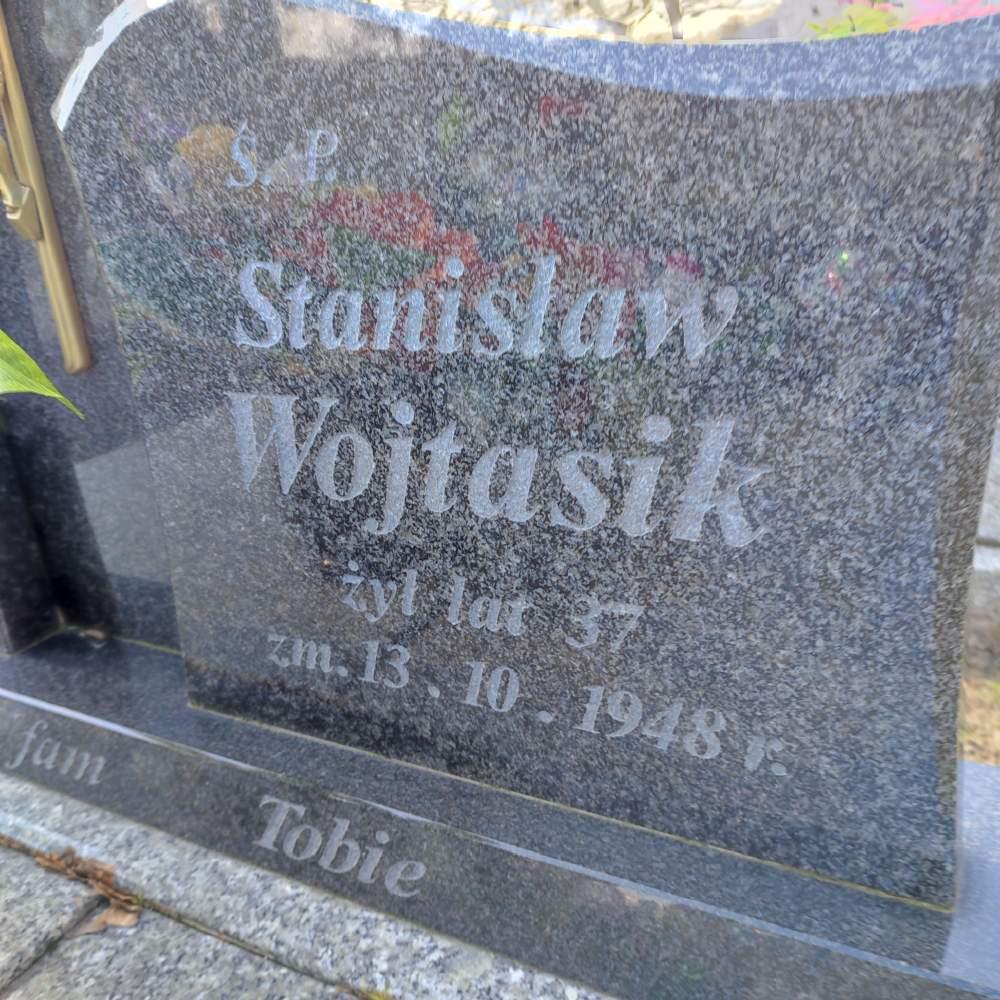 Ś. P.
Stanisław
Wojtasik
żył lat 37
zm. 13. 10. 1948 r.
fam Tobie